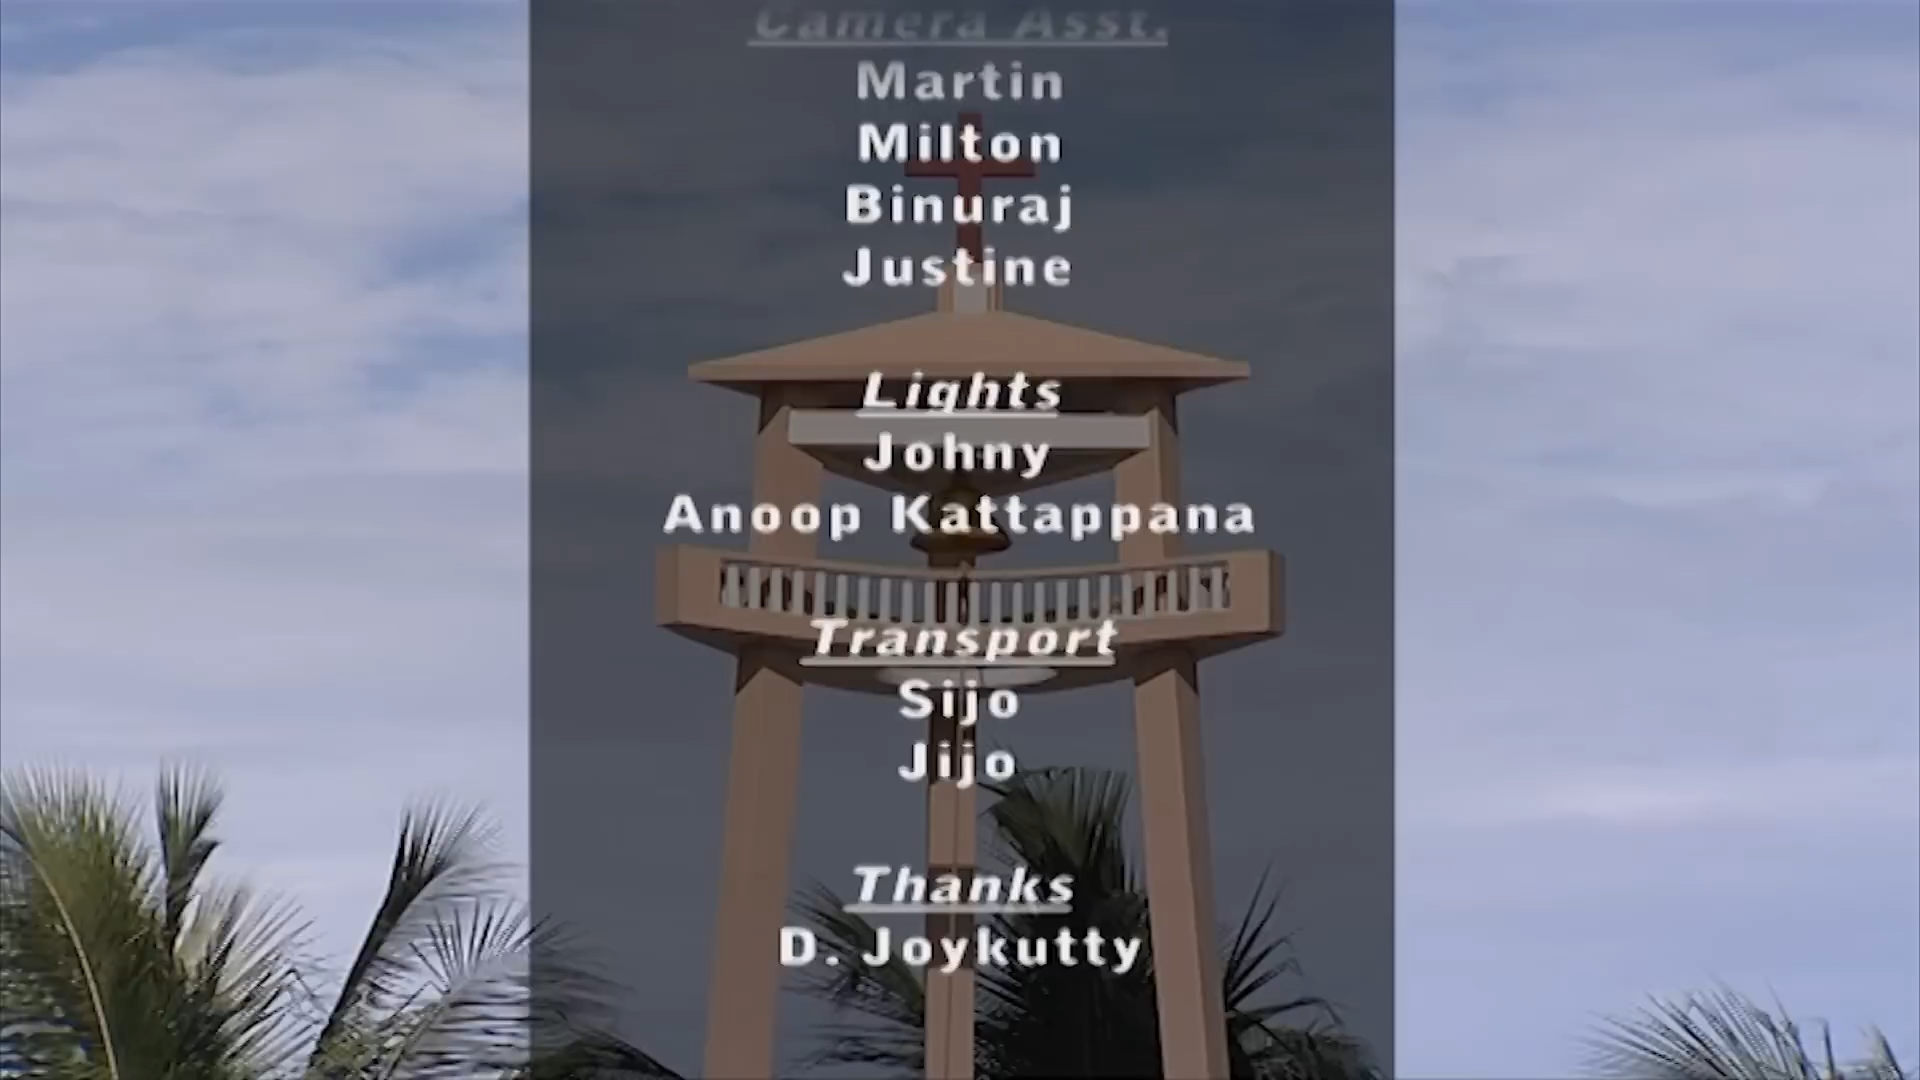 Camera Asst.
Martin
Milton
Binuraj
Justine
Lights
Johny
Anoop Kattappana
Transport
Sijo
Jijo
Thanks
D. Joykutty